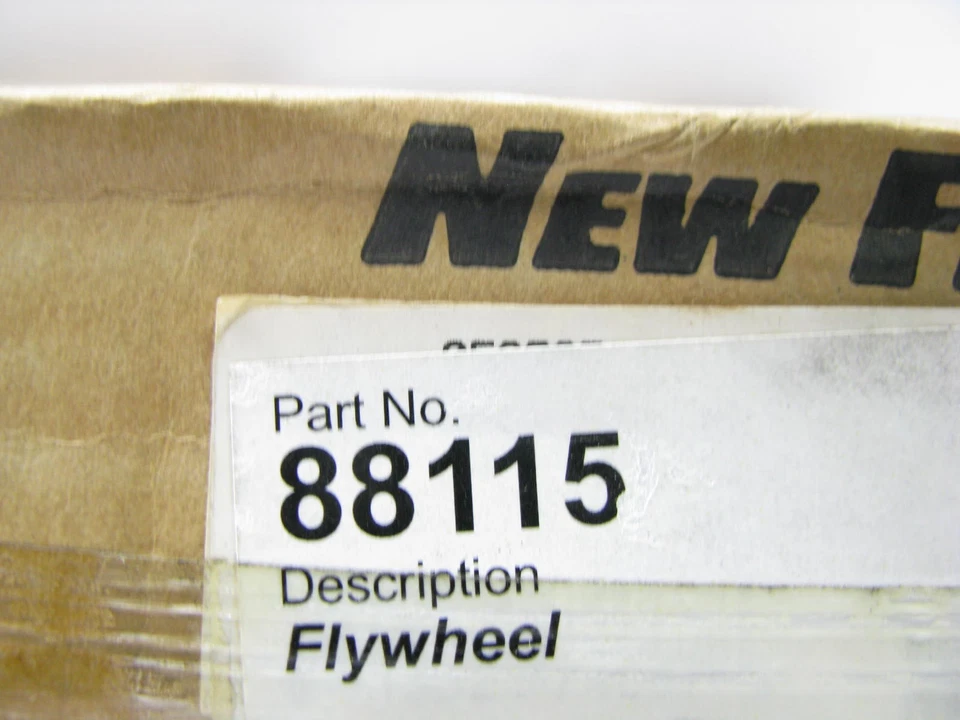 NEW F
Part No.
88115
Description
Flywheel